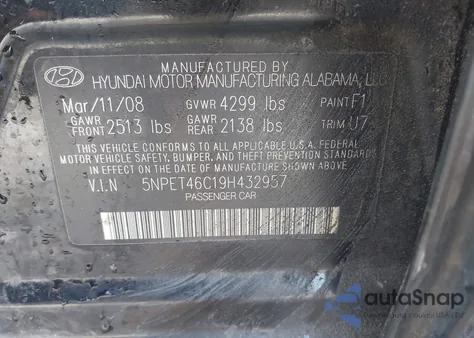 MANUFACTURED BY
HYUNDAI MOTOR MANUFACTURING ALABAMA,
Mar/11/08 GVWR 4299 lbs PAINT F1
GAWR FRONT 2513 lbs GAWR REAR 2138 lbs TRIM U7
THIS VEHICLE CONFORMS TO ALL APPLICABLE U.S.A FEDERAL
MOTOR VEHICLE SAFETY, BUMPER, AND THEFT PREVENTION STANDARDS
IN EFFECT ON THE DATE OF MANUFACTURE SHOWN ABOVE
V.I.N 5NPET46C19H432957
PASSENGER CAR
autoSnap